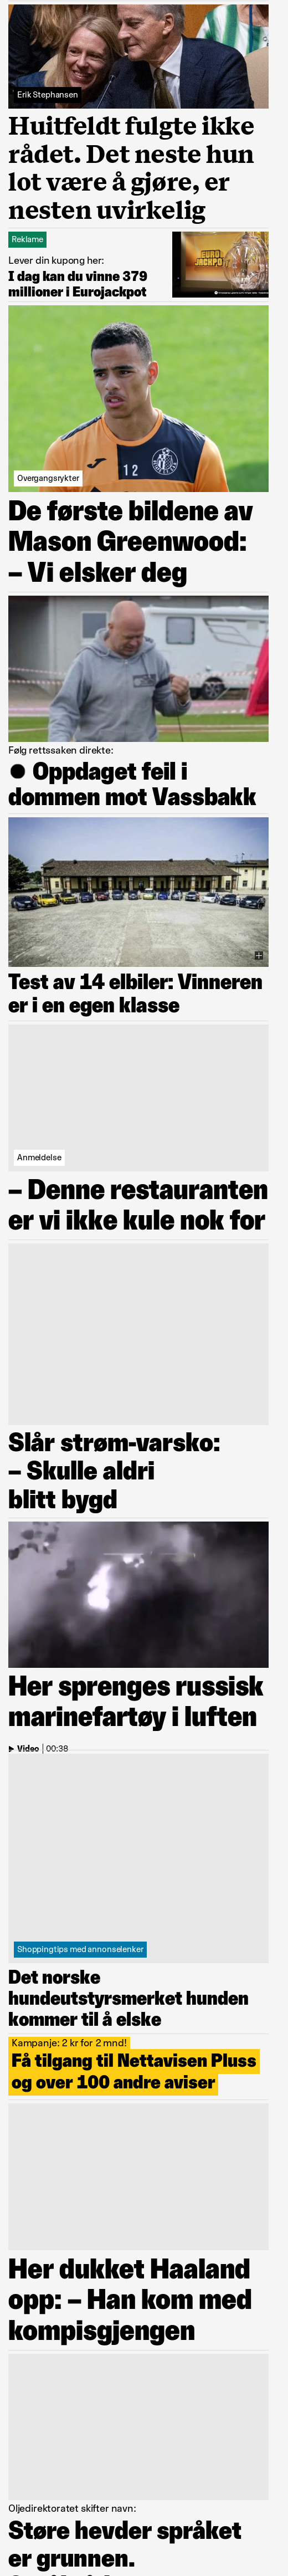 Erik Stephansen
Huitfeldt fulgte ikke
rådet. Det neste hun
lot være å gjøre, er
nesten uvirkelig
Reklame
Lever din kupong her:
I dag kan du vinne 379
millioner i Eurojackpot
EURO
JACKPOT
12
Overgangsrykter
De første bildene av
Mason Greenwood:
– Vi elsker deg
Følg rettssaken direkte:
● Oppdaget feil i
dommen mot Vassbakk
Test av 14 elbiler: Vinneren
er i en egen klasse
Anmeldelse
– Denne restauranten
er vi ikke kule nok for
Slår strøm-varsko:
– Skulle aldri
blitt bygd
Her sprenges russisk
marinefartøy i luften
Video | 00:38
Shoppingtips med annonselenker
Det norske
hundeutstyrsmerket hunden
kommer til å elske
Kampanje: 2 kr for 2 mnd!
Få tilgang til Nettavisen Pluss
og over 100 andre aviser
Her dukket Haaland
opp: – Han kom med
kompisgjengen
Oljedirektoratet skifter navn:
Støre hevder språket
er grunnen.